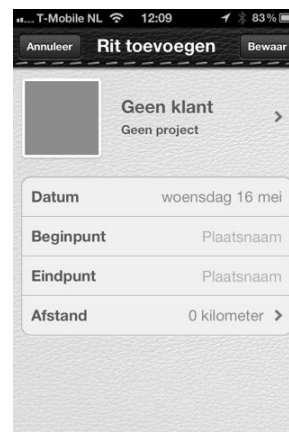 ... T-Mobile NL 12:09 83%
Annuleer Rit toevoegen Bewaar
Geen klant
Geen project
Datum woensdag 16 mei
Beginpunt Plaatsnaam
Eindpunt Plaatsnaam
Afstand 0 kilometer